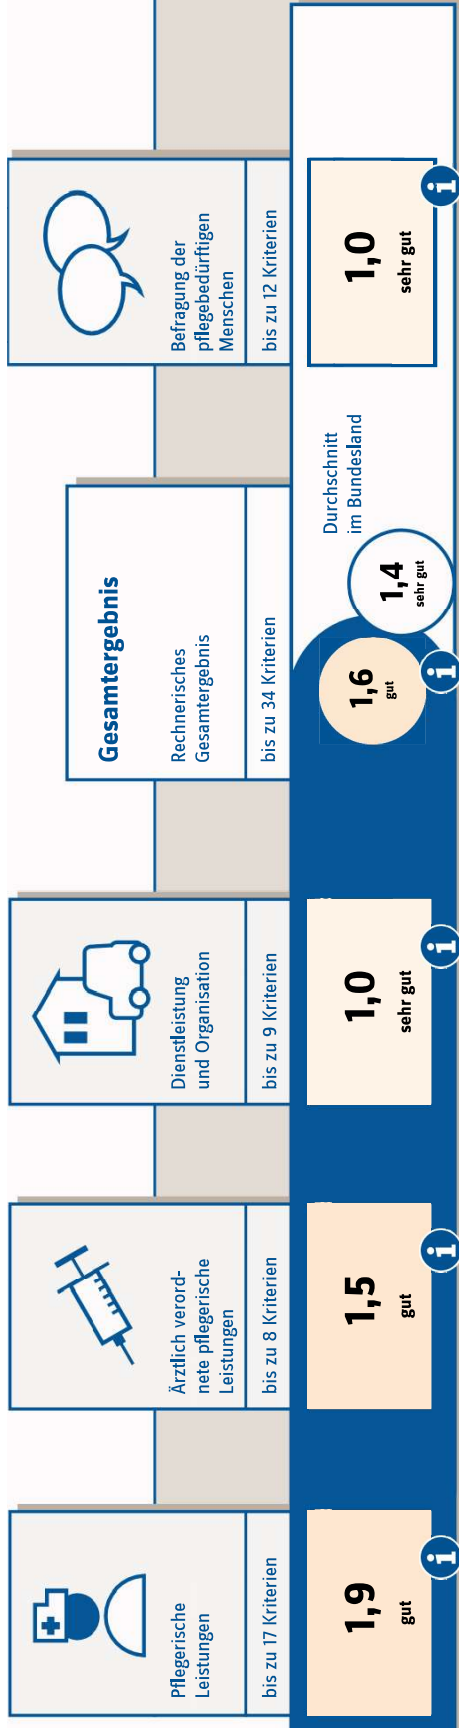 Pflegerische
Leistungen
bis zu 17 Kriterien
1,9
gut
Ärztlich verord-
nete pflegerische
Leistungen
bis zu 8 Kriterien
1,5
gut
Dienstleistung
und Organisation
bis zu 9 Kriterien
1,0
sehr gut
Gesamtergebnis
Rechnerisches
Gesamtergebnis
bis zu 34 Kriterien
1,6
gut
1,4
sehr gut
Durchschnitt
im Bundesland
Befragung der
pflegebedürftigen
Menschen
bis zu 12 Kriterien
1,0
sehr gut